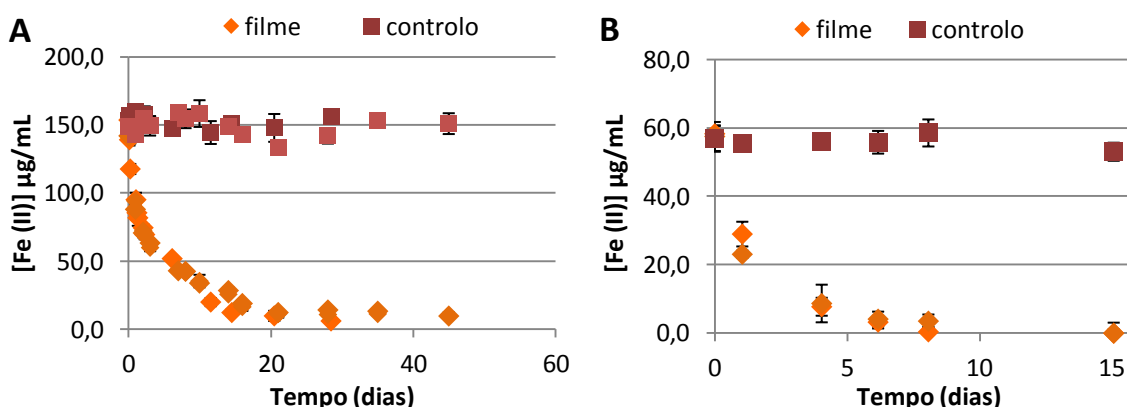 A
filme controlo
[Fe (II)] µg/mL
200,0
150,0
100,0
50,0
0,0
0 20 40 60
Tempo (dias)
B
filme controlo
[Fe (II)] µg/mL
80,0
60,0
40,0
20,0
0,0
0 5 10 15
Tempo (dias)